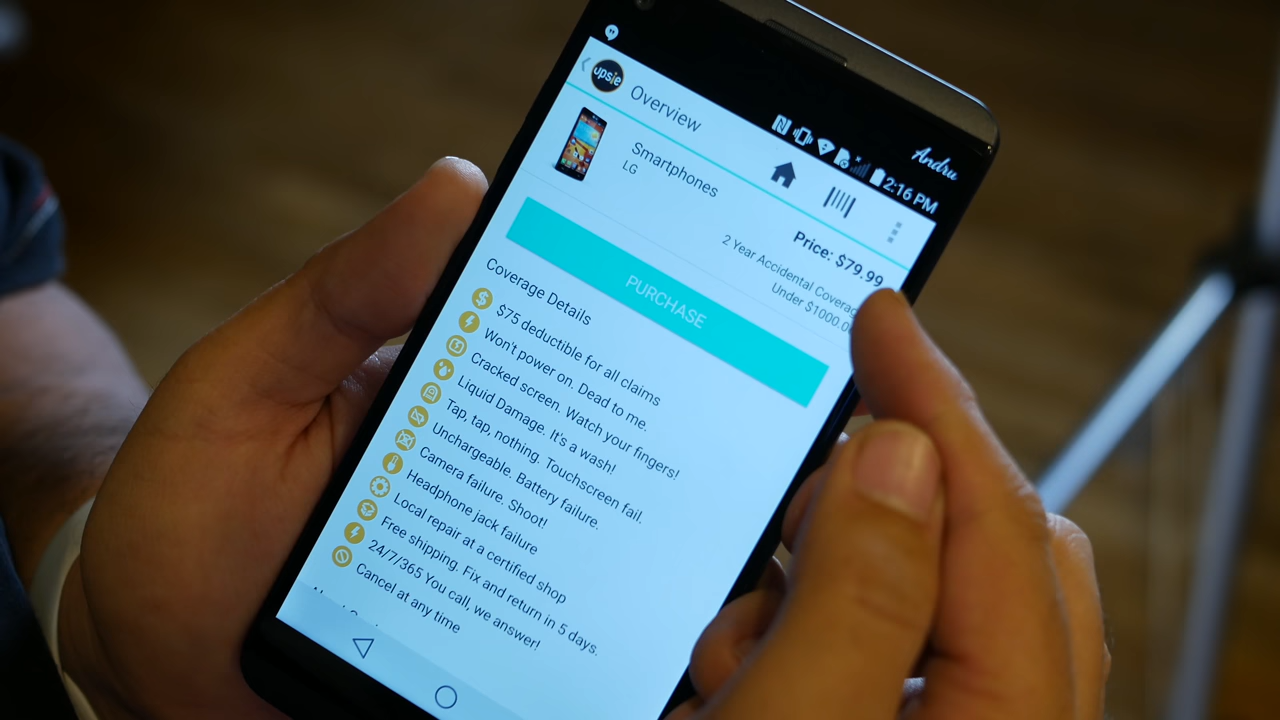 Andru
2:16 PM
upsie
Overview
Smartphones
LG
Price: $79.99
2 Year Accidental
Under
PURCHASE
Coverage Details
$75 deductible for all claims
Won't power on. Dead to me.
Cracked screen. Watch your fingers!
Liquid Damage. It's a wash!
Tap, tap, nothing. Touchscreen fail.
Unchargeable. Battery failure.
Camera failure. Shoot!
Headphone jack failure
Local repair at a certified shop
Free shipping. Fix and return in 5 days.
24/7/365 You call, we answer!
Cancel at any time